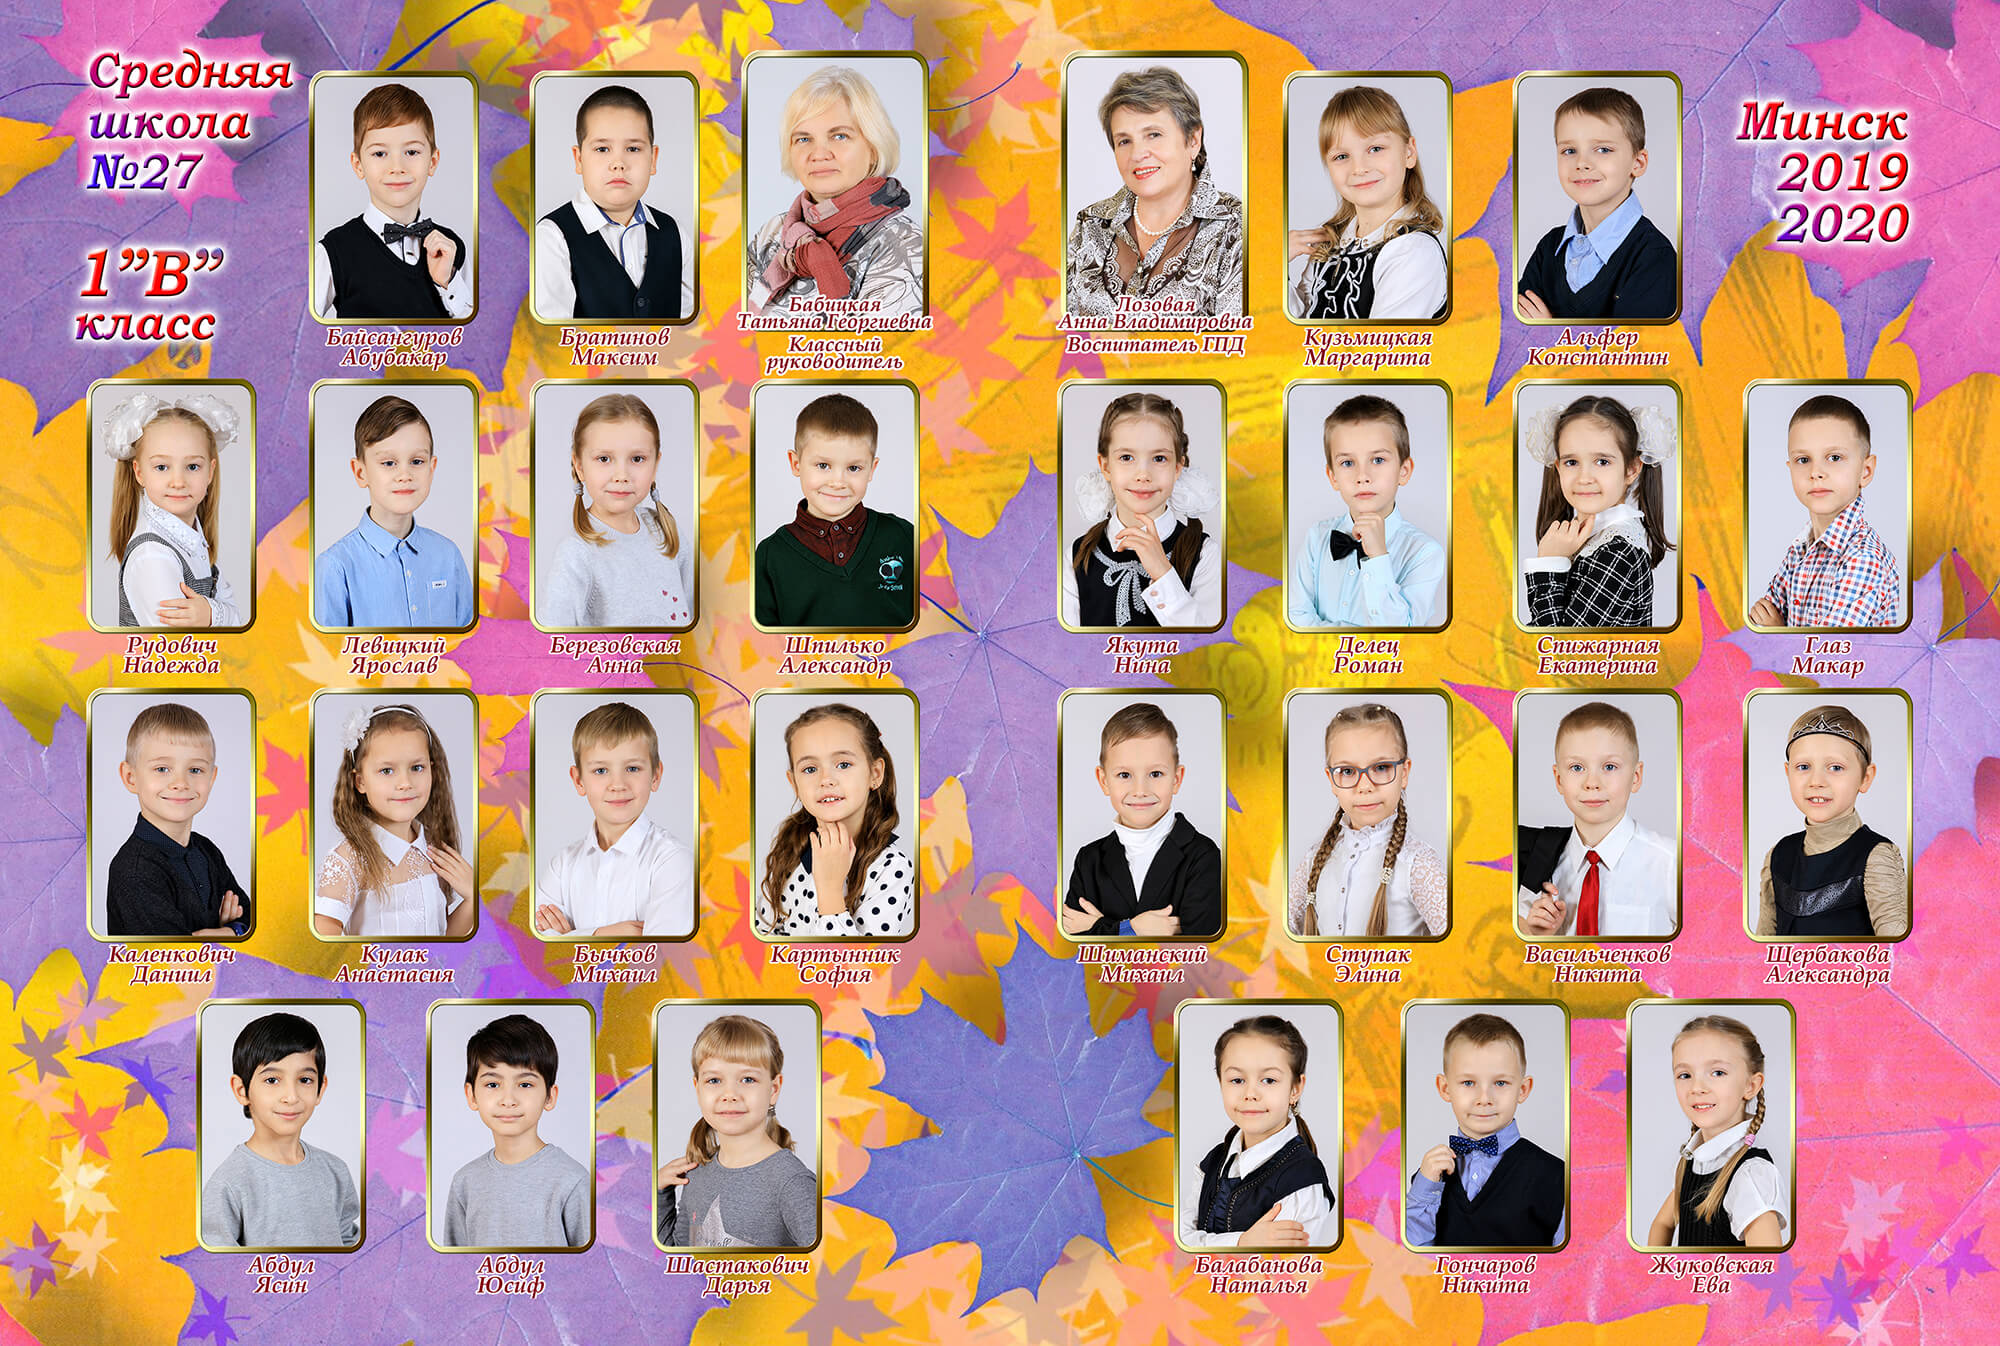 Средняя
школа
№27
1”В”
класс
Минск
2019
2020
Байсангуров
Абубакар
Братинов
Максим
Бабицкая
Татьяна Георгиевна
Классный
руководитель
Лозовая
Анна Владимировна
Воспитатель ГПД
Кузьмицкая
Маргарита
Альфер
Константин
Рудович
Надежда
Левицкий
Ярослав
Березовская
Анна
Шпилько
Александр
Якута
Нина
Делец
Роман
Спижарная
Екатерина
Глаз
Макар
Каленкович
Даниил
Кулак
Анастасия
Бычков
Михаил
Картынник
София
Шиманский
Михаил
Ступак
Элина
Васильченков
Никита
Щербакова
Александра
Абдул
Ясин
Абдул
Юсиф
Шастакович
Дарья
Балабанова
Наталья
Гончаров
Никита
Жуковская
Ева